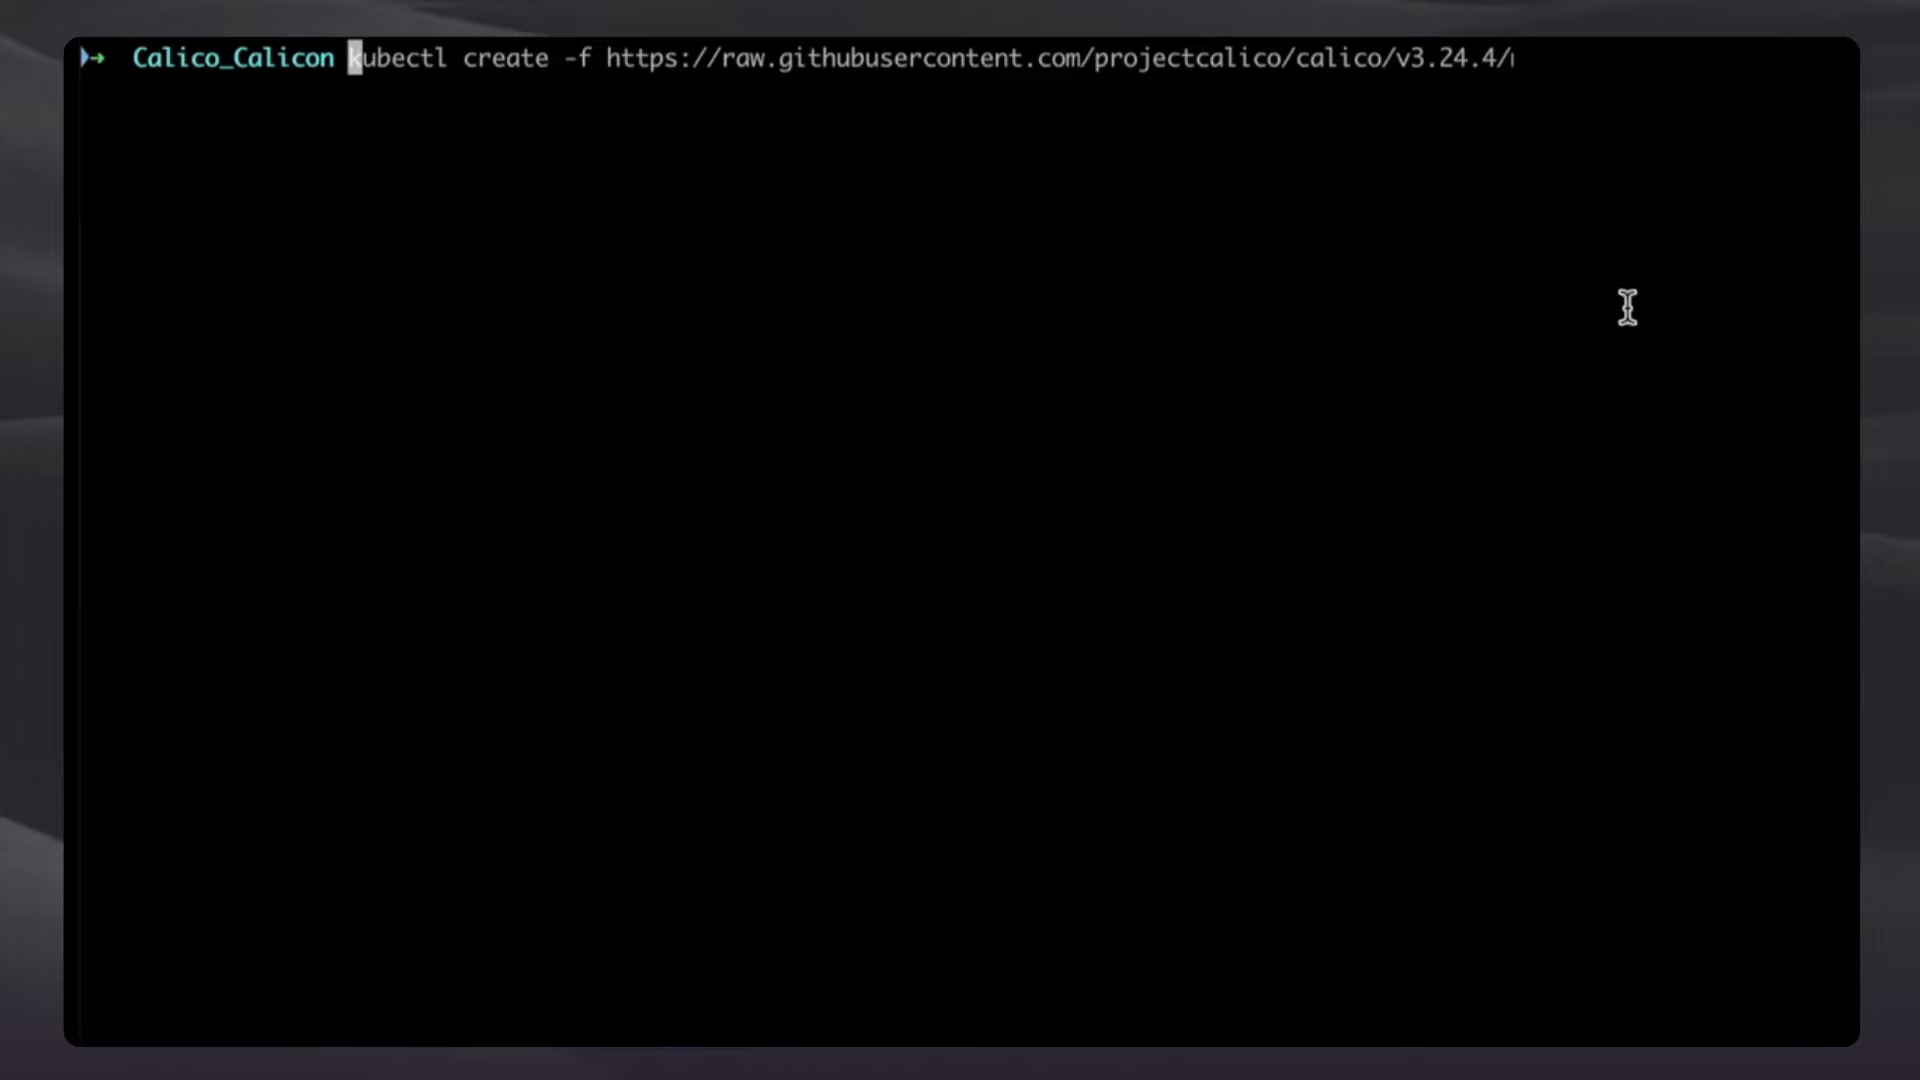 ➜ Calico_Calicon kubectl create -f https://raw.githubusercontent.com/projectcalico/calico/v3.24.4/